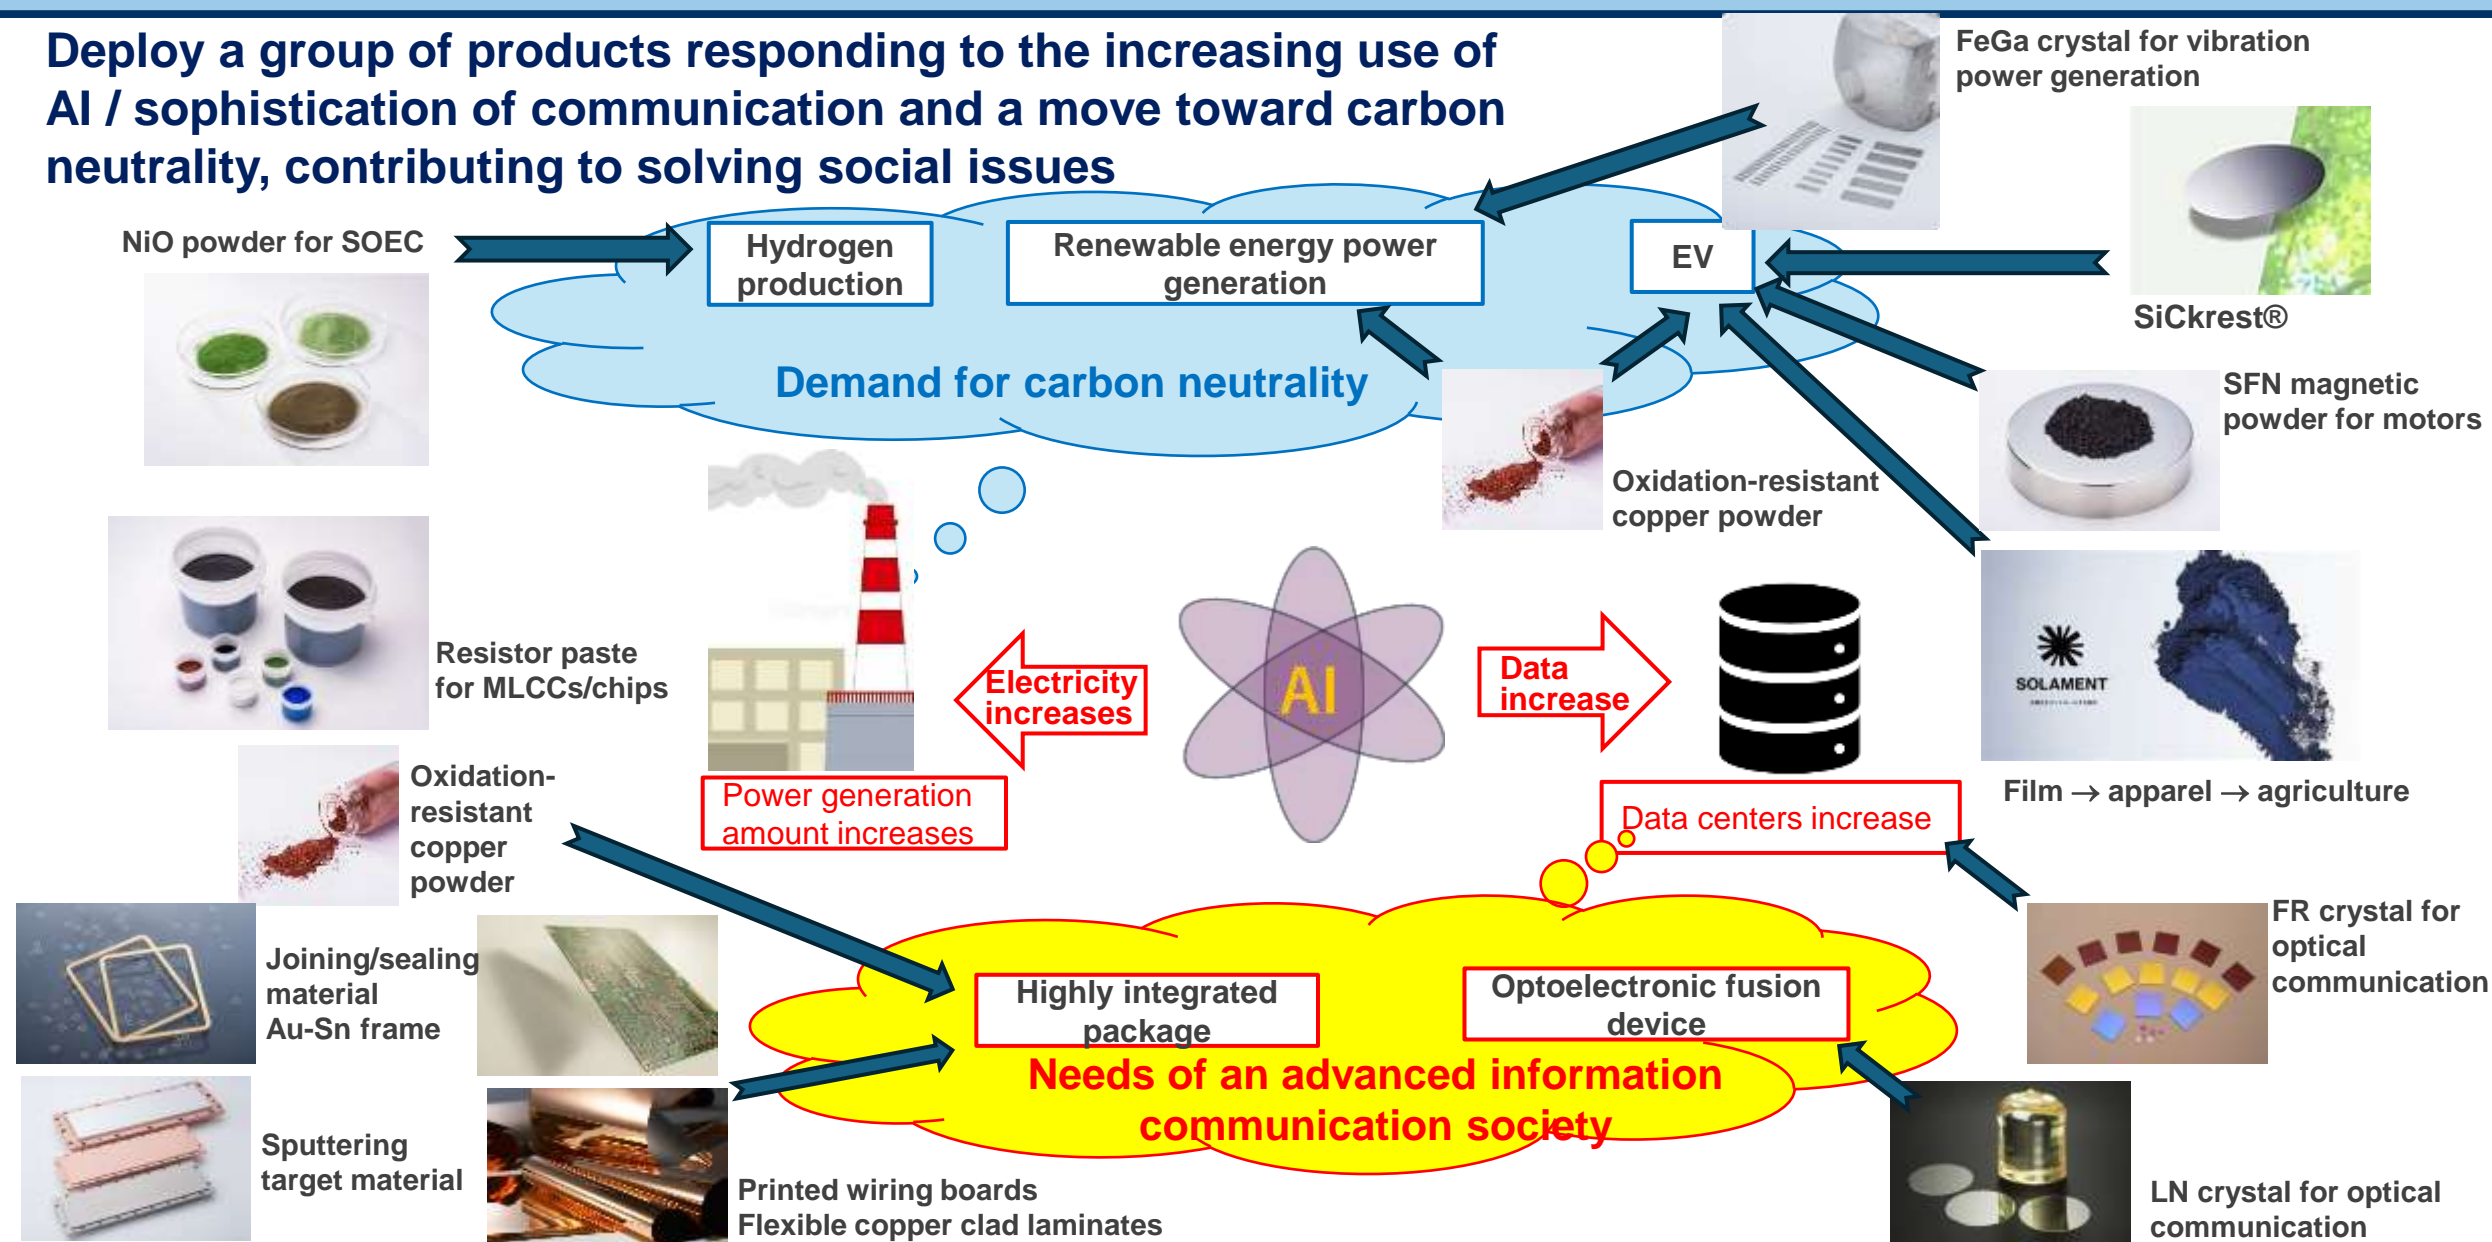 Deploy a group of products responding to the increasing use of
AI / sophistication of communication and a move toward carbon
neutrality, contributing to solving social issues
FeGa crystal for vibration
power generation
NiO powder for SOEC
Hydrogen
production
Renewable energy power
generation
EV
SiCkrest®
Demand for carbon neutrality
SFN magnetic
powder for motors
Oxidation-resistant
copper powder
Resistor paste
for MLCCs/chips
Electricity
increases
AI
Data
increase
SOLAMENT
Film → apparel → agriculture
Oxidation-
resistant
copper
powder
Power generation
amount increases
Data centers increase
FR crystal for
optical
communication
Joining/sealing
material
Au-Sn frame
Highly integrated
package
Optoelectronic fusion
device
Needs of an advanced information
communication society
Sputtering
target material
Printed wiring boards
Flexible copper clad laminates
LN crystal for optical
communication